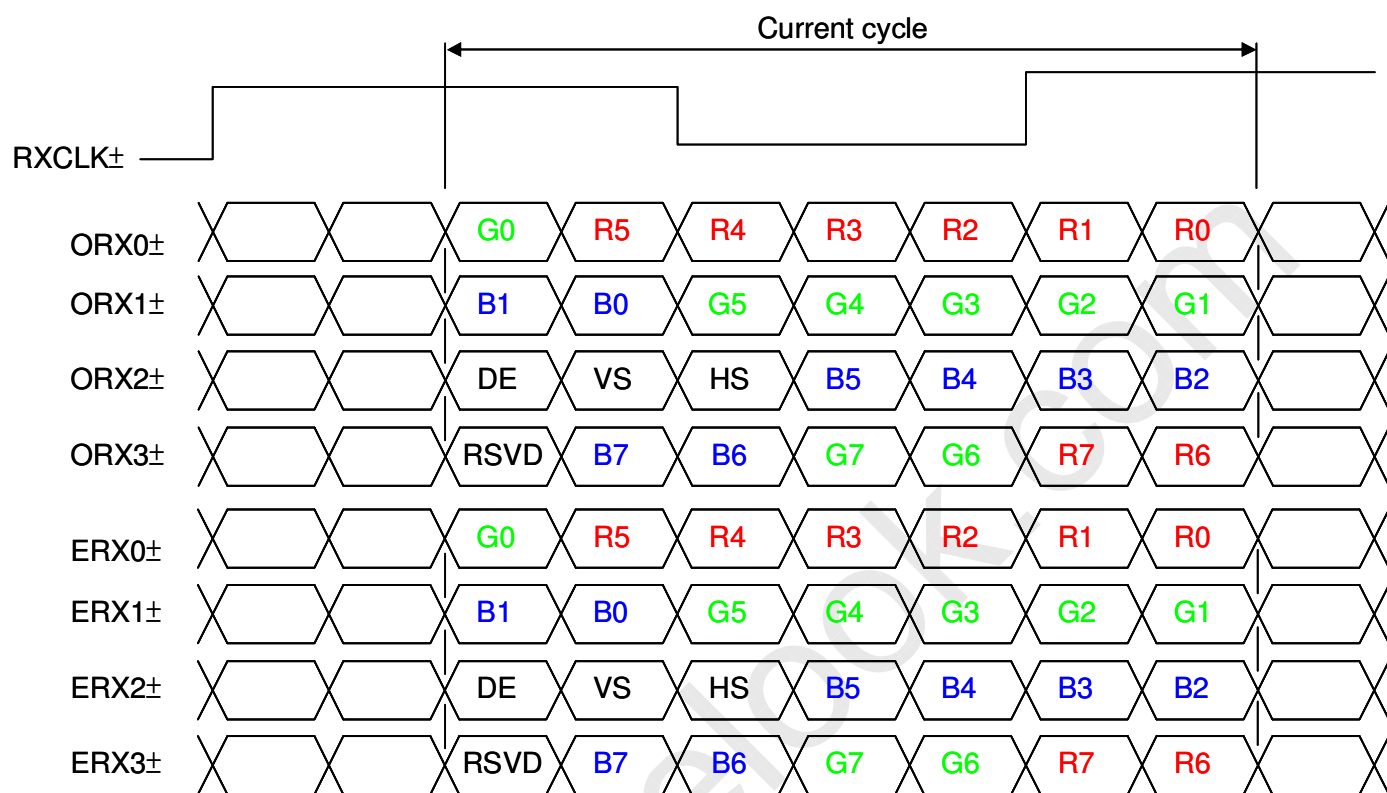 Current cycle
RXCLK±
ORX0± G0 R5 R4 R3 R2 R1 R0
ORX1± B1 B0 G5 G4 G3 G2 G1
ORX2± DE VS HS B5 B4 B3 B2
ORX3± RSVD B7 B6 G7 G6 R7 R6
ERX0± G0 R5 R4 R3 R2 R1 R0
ERX1± B1 B0 G5 G4 G3 G2 G1
ERX2± DE VS HS B5 B4 B3 B2
ERX3± RSVD B7 B6 G7 G6 R7 R6
elook.com